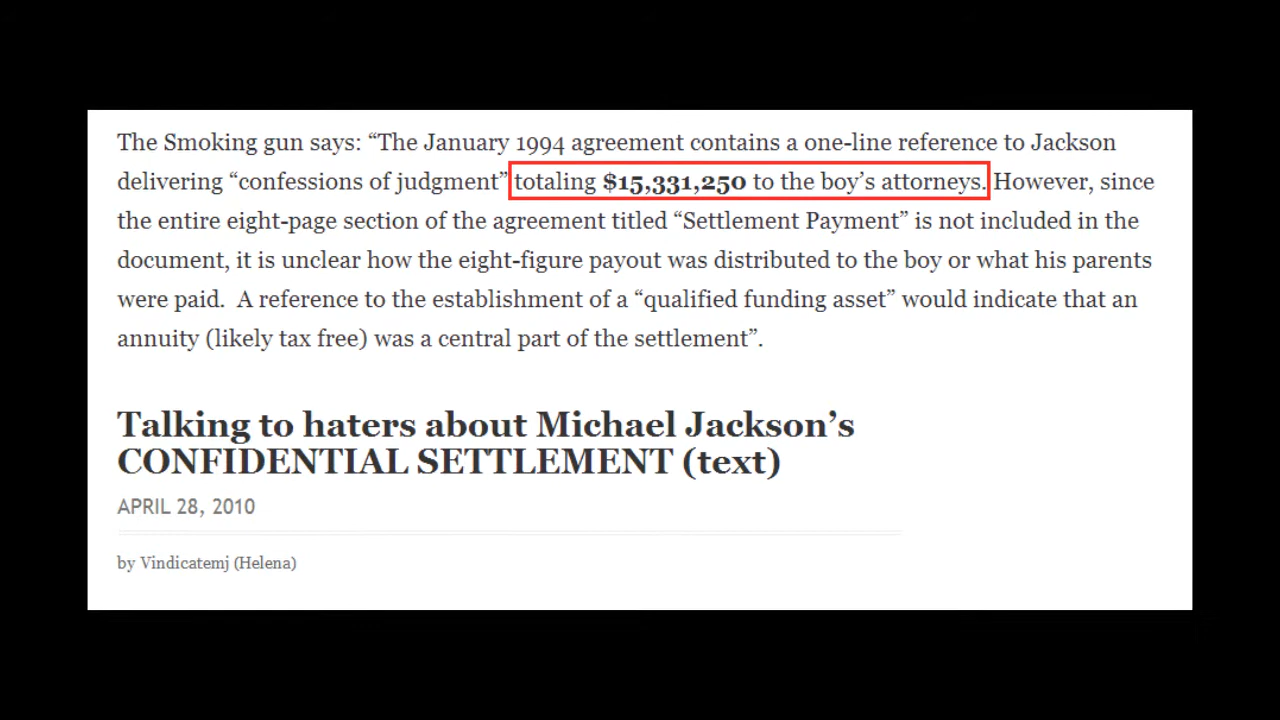 The Smoking gun says: “The January 1994 agreement contains a one-line reference to Jackson
delivering “confessions of judgment” totaling $15,331,250 to the boy’s attorneys. However, since
the entire eight-page section of the agreement titled “Settlement Payment” is not included in the
document, it is unclear how the eight-figure payout was distributed to the boy or what his parents
were paid.  A reference to the establishment of a “qualified funding asset” would indicate that an
annuity (likely tax free) was a central part of the settlement”.
Talking to haters about Michael Jackson’s
CONFIDENTIAL SETTLEMENT (text)
APRIL 28, 2010
by Vindicatemj (Helena)